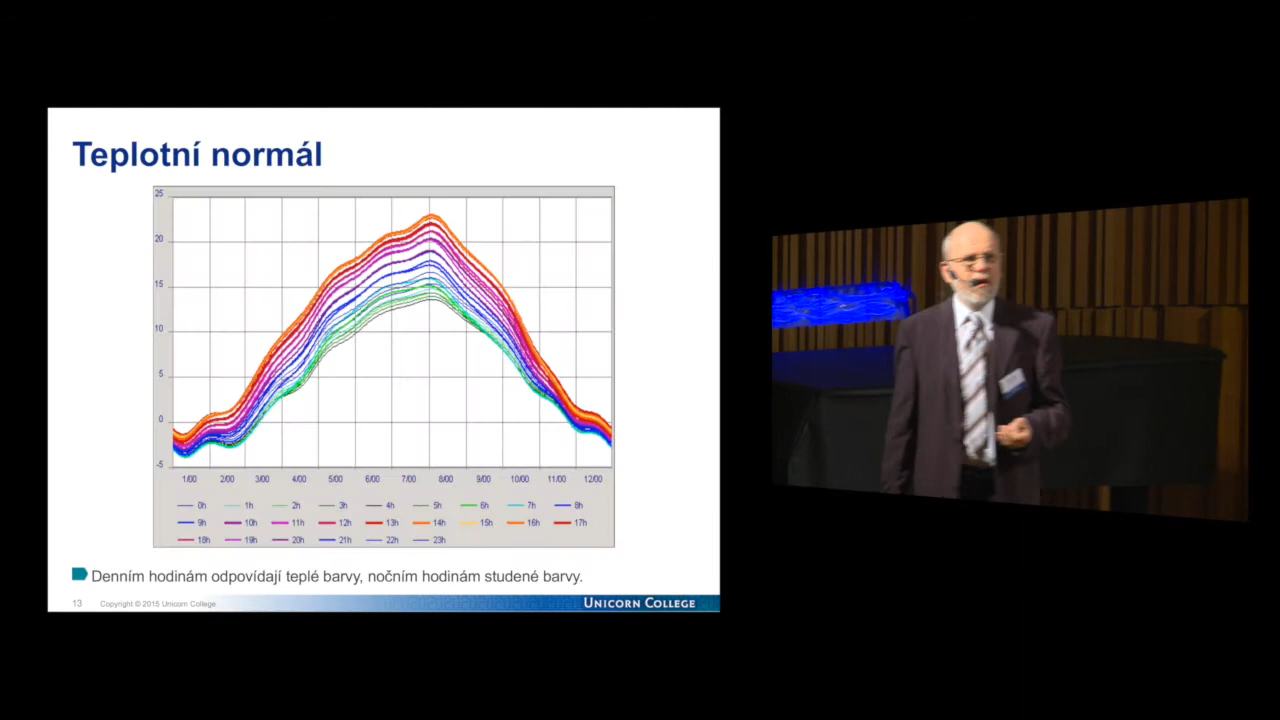 Teplotní normál
25
20
15
10
5
0
-5
1/00 2/00 3/00 4/00 5/00 6/00 7/00 8/00 9/00 10/00 11/00 12/00
0h 1h 2h 3h 4h 5h 6h 7h 8h
9h 10h 11h 12h 13h 14h 15h 16h 17h
18h 19h 20h 21h 22h 23h
Denním hodinám odpovídají teplé barvy, nočním hodinám studené barvy.
13 Copyright © 2015 Unicorn College UNICORN COLLEGE